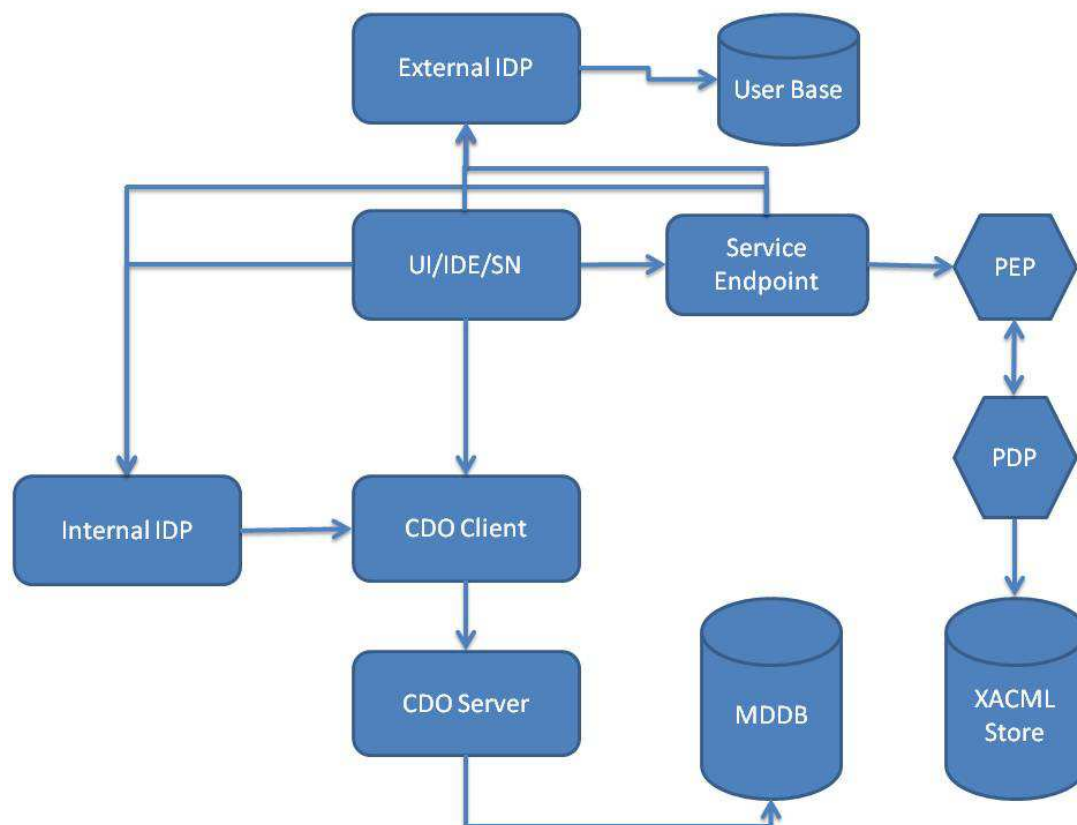 External IDP
User Base
UI/IDE/SN
Service
Endpoint
PEP
PDP
Internal IDP
CDO Client
CDO Server
MDDB
XACML
Store